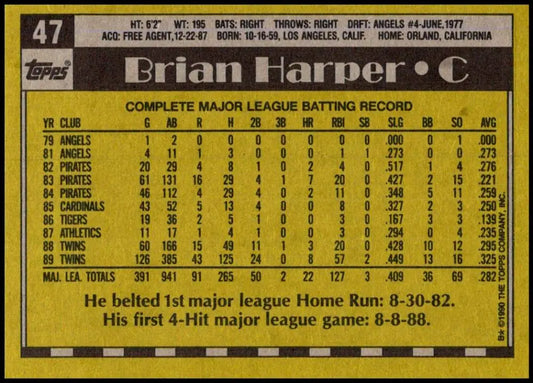 47
HT: 6'2" WT: 195 BATS: RIGHT THROWS: RIGHT DRFT: ANGELS #4-JUNE,1977
ACQ: FREE AGENT,12-22-87 BORN: 10-16-59, LOS ANGELES, CALIF. HOME: ORLAND, CALIFORNIA
Topps
Brian Harper • C
COMPLETE MAJOR LEAGUE BATTING RECORD
YR CLUB G AB R H 2B 3B HR RBI SB SLG BB SO AVG
79 ANGELS 1 2 0 0 0 0 0 0 0 .000 0 1 .000
81 ANGELS 4 11 1 3 0 0 0 1 1 .273 0 0 .273
82 PIRATES 20 29 4 8 1 0 2 4 0 .517 1 4 .276
83 PIRATES 61 131 16 29 4 1 7 20 0 .427 2 15 .221
84 PIRATES 46 112 4 29 4 0 2 11 0 .348 5 11 .259
85 CARDINALS 43 52 5 13 4 0 0 8 0 .327 2 3 .250
86 TIGERS 19 36 2 5 1 0 0 3 0 .167 3 3 .139
87 ATHLETICS 11 17 1 4 1 0 0 3 0 .294 0 4 .235
88 TWINS 60 166 15 49 11 1 3 20 0 .428 10 12 .295
89 TWINS 126 385 43 125 24 0 8 57 2 .449 13 16 .325
MAJ. LEA. TOTALS 391 941 91 265 50 2 22 127 3 .409 36 69 .282
He belted 1st major league Home Run: 8-30-82.
His first 4-Hit major league game: 8-8-88.
B* ©1990 THE TOPPS COMPANY, INC.